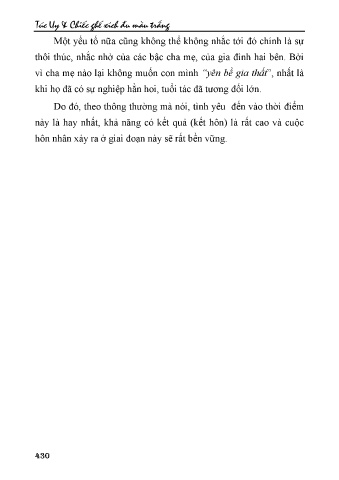 Túc Uy & Chiếc ghế xích đu màu trắng
Một yếu tố nữa cũng không thể không nhắc tới đó chính là sự
thôi thúc, nhắc nhở của các bậc cha mẹ, của gia đình hai bên. Bởi
vì cha mẹ nào lại không muốn con mình “yên bề gia thất”, nhất là
khi họ đã có sự nghiệp hẳn hoi, tuổi tác đã tương đối lớn.
Do đó, theo thông thường mà nói, tình yêu đến vào thời điểm
này là hay nhất, khả năng có kết quả (kết hôn) là rất cao và cuộc
hôn nhân xảy ra ở giai đoạn này sẽ rất bền vững.
430